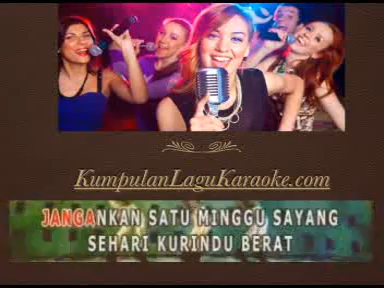 KumpulanLaguKaraoke.com
JANGANKAN SATU MINGGU SAYANG
SEHARI KURINDU BERAT